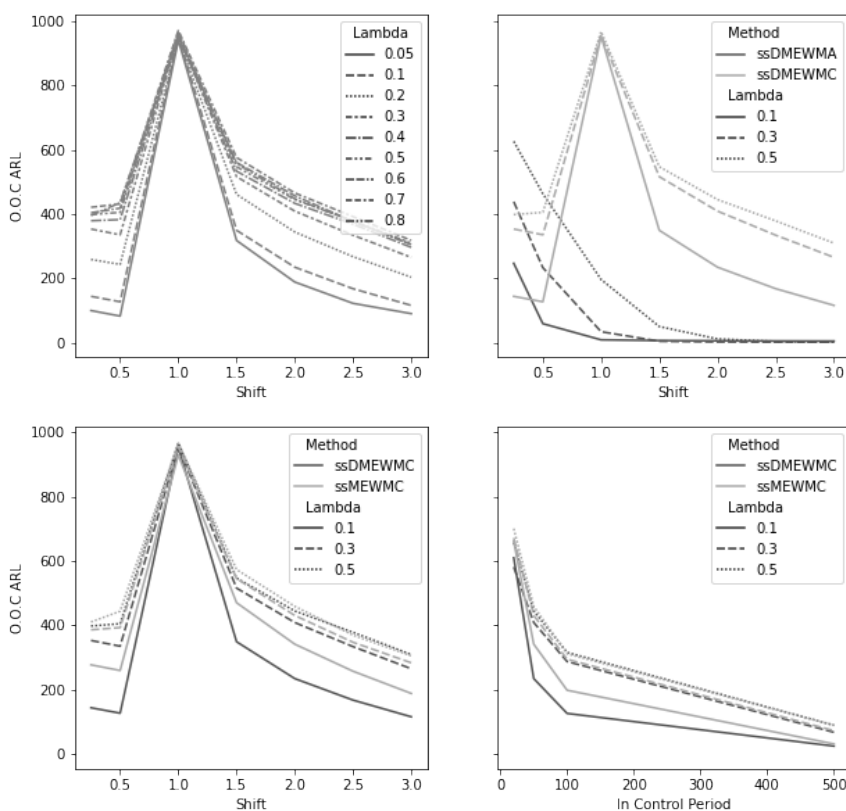 1000
800
600
400
200
0
O.O.C ARL
0.5 1.0 1.5 2.0 2.5 3.0
Shift
Lambda
0.05
0.1
0.2
0.3
0.4
0.5
0.6
0.7
0.8
0.5 1.0 1.5 2.0 2.5 3.0
Shift
Method
ssDMEWMA
ssDMEWMC
Lambda
0.1
0.3
0.5
1000
800
600
400
200
0
O.O.C ARL
0.5 1.0 1.5 2.0 2.5 3.0
Shift
Method
ssDMEWMC
ssMEWMC
Lambda
0.1
0.3
0.5
0 100 200 300 400 500
In Control Period
Method
ssDMEWMC
ssMEWMC
Lambda
0.1
0.3
0.5